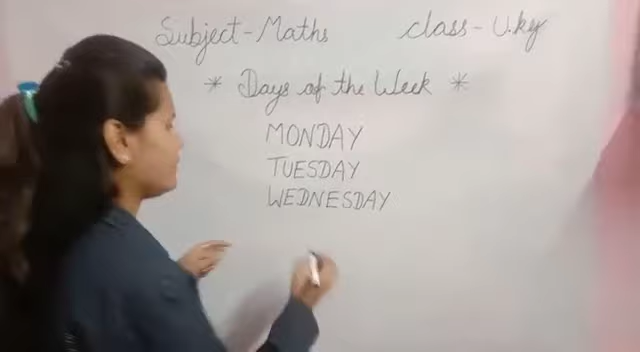 Subject-Maths class-U.kg
* Days of the Week *
MONDAY
TUESDAY
WEDNESDAY